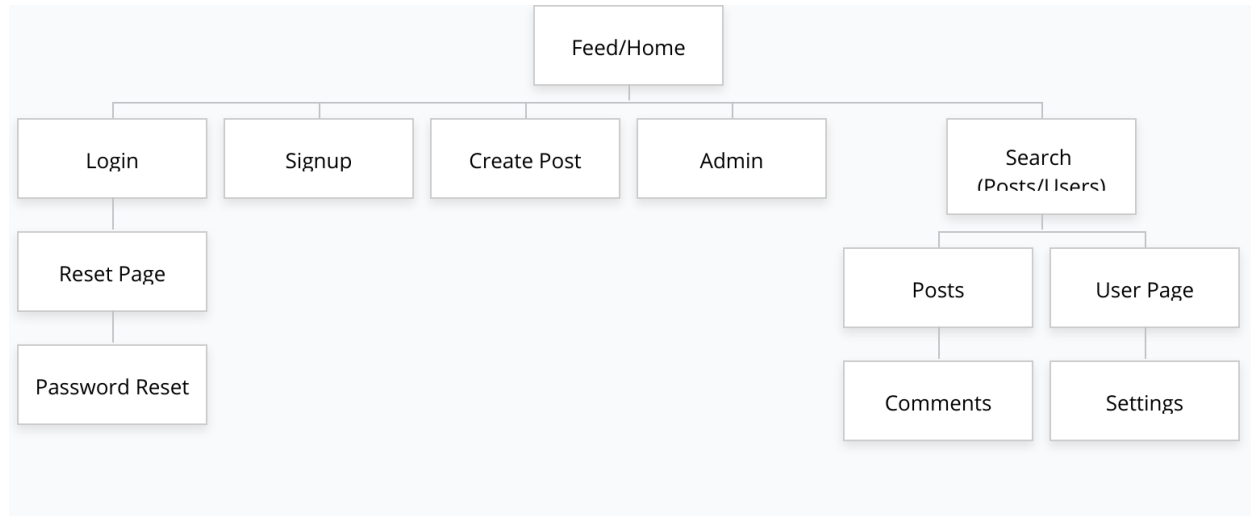 Feed/Home
Login
Signup
Create Post
Admin
Search
(Posts/Users)
Reset Page
Posts
User Page
Password Reset
Comments
Settings